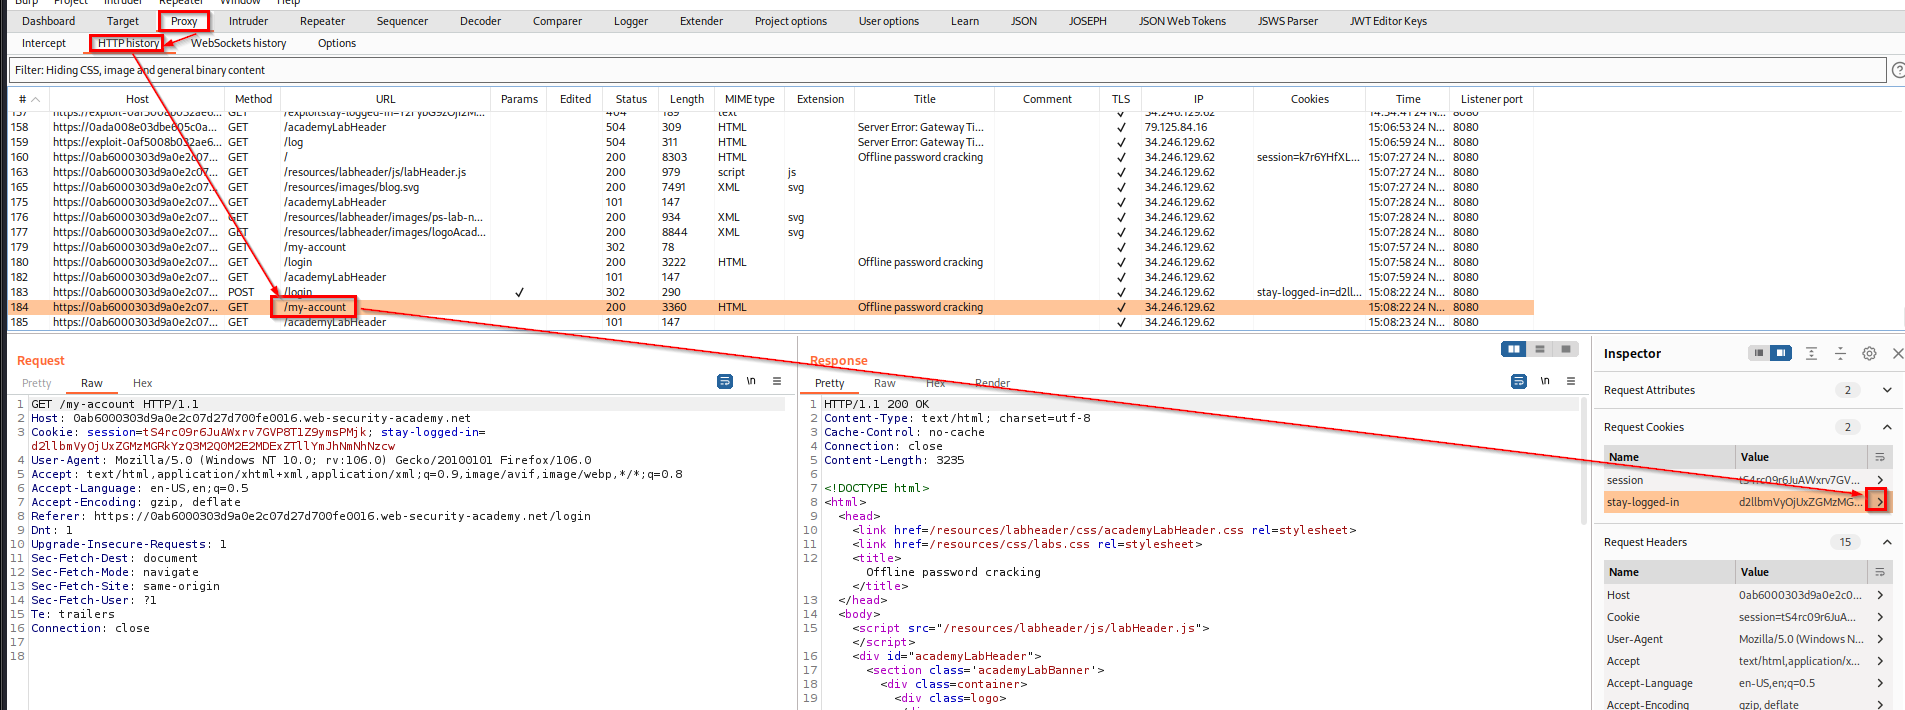 Burp Project Intruder Repeater Window Help
Dashboard Target Proxy Intruder Repeater Sequencer Decoder Comparer Logger Extender Project options User options Learn JSON JOSEPH JSON Web Tokens JSWS Parser JWT Editor Keys
Intercept HTTP history WebSockets history Options
Filter: Hiding CSS, image and general binary content
# Host Method URL Params Edited Status Length MIME type Extension Title Comment TLS IP Cookies Time Listener port
157 404 189 text ✓ 34.246.129.62 8080
158 https://0ada008e03dbe605c0a... GET /academyLabHeader 504 309 HTML Server Error: Gateway Ti... ✓ 79.125.84.16 15:06:53 24 N... 8080
159 https://exploit-0af5008b032ae6... GET /log 504 311 HTML Server Error: Gateway Ti... ✓ 34.246.129.62 15:06:59 24 N... 8080
160 https://0ab6000303d9a0e2c07... GET / 200 8303 HTML Offline password cracking ✓ 34.246.129.62 session=k7r6YHfXL... 15:07:27 24 N... 8080
163 https://0ab6000303d9a0e2c07... GET /resources/labheader/js/labHeader.js 200 979 script js ✓ 34.246.129.62 15:07:27 24 N... 8080
165 https://0ab6000303d9a0e2c07... GET /resources/images/blog.svg 200 7491 XML svg ✓ 34.246.129.62 15:07:27 24 N... 8080
175 https://0ab6000303d9a0e2c07... GET /academyLabHeader 101 147 ✓ 34.246.129.62 15:07:28 24 N... 8080
176 https://0ab6000303d9a0e2c07... GET /resources/labheader/images/ps-lab-n... 200 934 XML svg ✓ 34.246.129.62 15:07:28 24 N... 8080
177 https://0ab6000303d9a0e2c07... GET /resources/labheader/images/logoAcad... 200 8844 XML svg ✓ 34.246.129.62 15:07:28 24 N... 8080
179 https://0ab6000303d9a0e2c07... GET /my-account 302 78 ✓ 34.246.129.62 15:07:57 24 N... 8080
180 https://0ab6000303d9a0e2c07... GET /login 200 3222 HTML Offline password cracking ✓ 34.246.129.62 15:07:58 24 N... 8080
182 https://0ab6000303d9a0e2c07... GET /academyLabHeader 101 147 ✓ 34.246.129.62 15:07:59 24 N... 8080
183 https://0ab6000303d9a0e2c07... POST /login ✓ 302 290 ✓ 34.246.129.62 stay-logged-in=d2ll... 15:08:22 24 N... 8080
184 https://0ab6000303d9a0e2c07... GET /my-account 200 3360 HTML Offline password cracking ✓ 34.246.129.62 15:08:22 24 N... 8080
185 https://0ab6000303d9a0e2c07... GET /academyLabHeader 101 147 ✓ 34.246.129.62 15:08:23 24 N... 8080
Request
Pretty Raw Hex
\n
1 GET /my-account HTTP/1.1
2 Host: 0ab6000303d9a0e2c07d27d700fe0016.web-security-academy.net
3 Cookie: session=tS4rc09r6JuAWxrv7GVP8T1Z9ymsPMjk; stay-logged-in=
d2llbmVyOjUxZGMzMGRkYzQ3M2Q0M2E2MDExZTllYmJhNmNhNzcw
4 User-Agent: Mozilla/5.0 (Windows NT 10.0; rv:106.0) Gecko/20100101 Firefox/106.0
5 Accept: text/html,application/xhtml+xml,application/xml;q=0.9,image/avif,image/webp,*/*;q=0.8
6 Accept-Language: en-US,en;q=0.5
7 Accept-Encoding: gzip, deflate
8 Referer: https://0ab6000303d9a0e2c07d27d700fe0016.web-security-academy.net/login
9 Dnt: 1
10 Upgrade-Insecure-Requests: 1
11 Sec-Fetch-Dest: document
12 Sec-Fetch-Mode: navigate
13 Sec-Fetch-Site: same-origin
14 Sec-Fetch-User: ?1
15 Te: trailers
16 Connection: close
17
18
Response
Pretty Raw Hex Render
\n
1 HTTP/1.1 200 OK
2 Content-Type: text/html; charset=utf-8
3 Cache-Control: no-cache
4 Connection: close
5 Content-Length: 3235
6
7 <!DOCTYPE html>
8 <html>
9 <head>
10 <link href=/resources/labheader/css/academyLabHeader.css rel=stylesheet>
11 <link href=/resources/css/labs.css rel=stylesheet>
12 <title>
Offline password cracking
</title>
13 </head>
14 <body>
15 <script src="/resources/labheader/js/labHeader.js">
</script>
16 <div id="academyLabHeader">
17 <section class='academyLabBanner'>
18 <div class=container>
19 <div class=logo>
Inspector
Request Attributes 2
Request Cookies 2
Name Value
session tS4rc09r6JuAWxrv7GV...
stay-logged-in d2llbmVyOjUxZGMzMG...
Request Headers 15
Name Value
Host 0ab6000303d9a0e2c0...
Cookie session=tS4rc09r6JuA...
User-Agent Mozilla/5.0 (Windows N...
Accept text/html,application/x...
Accept-Language en-US,en;q=0.5
Accept-Encoding gzip, deflate